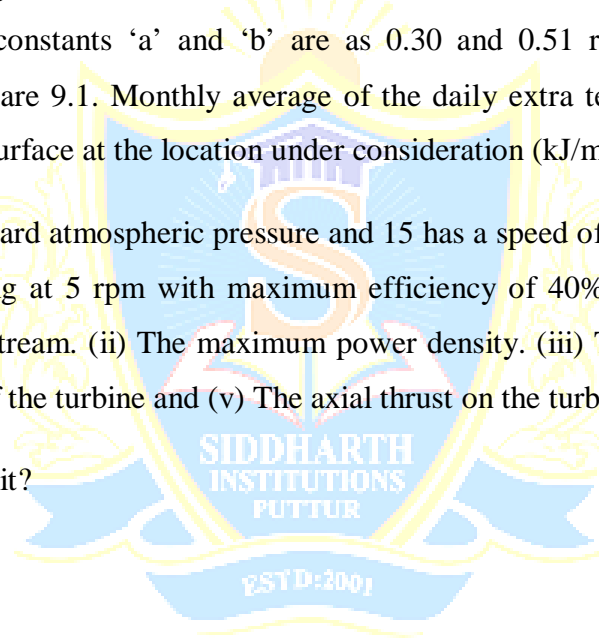 constants ‘a’ and ‘b’ are as 0.30 and 0.51 r
are 9.1. Monthly average of the daily extra te
urface at the location under consideration (kJ/m
ard atmospheric pressure and 15 has a speed of
g at 5 rpm with maximum efficiency of 40%
tream. (ii) The maximum power density. (iii) T
f the turbine and (v) The axial thrust on the turb
it?
S
SIDDHARTH
INSTITUTIONS
PUTTUR
ESTD:2001